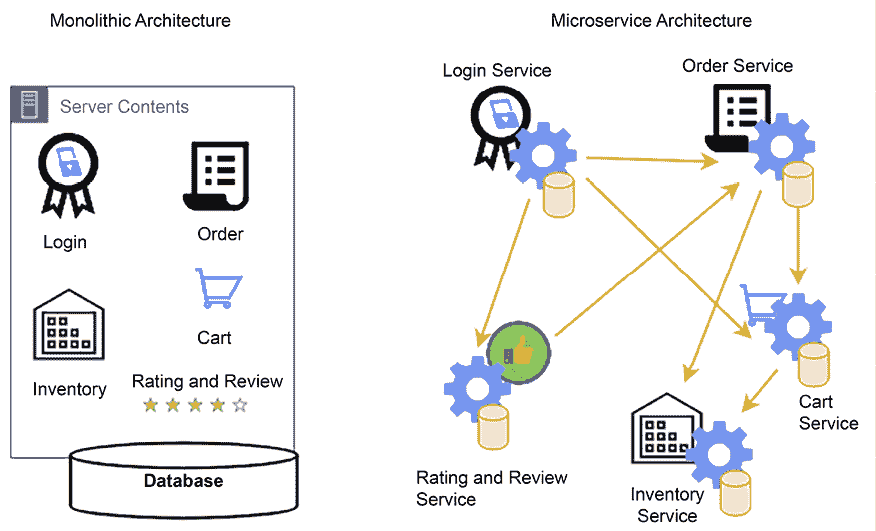 Monolithic Architecture
Server Contents
Login
Order
Inventory
Cart
Rating and Review
Database
Microservice Architecture
Login Service
Order Service
Rating and Review
Service
Inventory
Service
Cart
Service